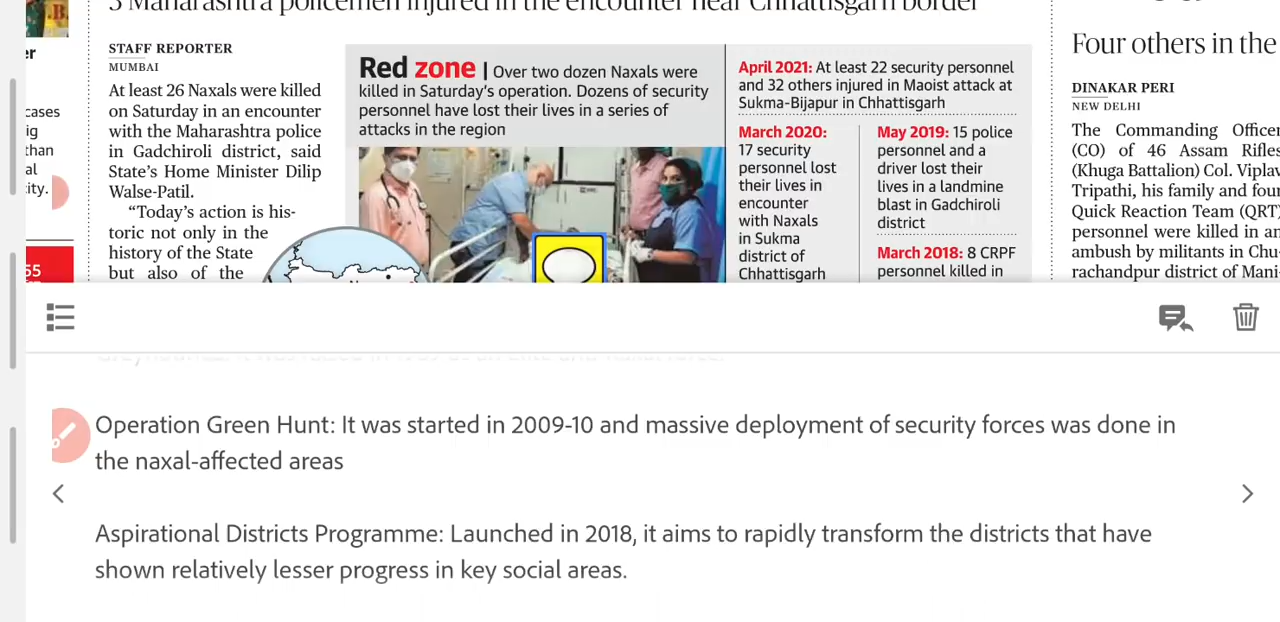 3 Maharashtra policemen injured in the encounter near Chhattisgarh border
er
cases
ig
than
al
city.
55
STAFF REPORTER
MUMBAI
At least 26 Naxals were killed
on Saturday in an encounter
with the Maharashtra police
in Gadchiroli district, said
State's Home Minister Dilip
Walse-Patil.
"Today's action is his-
toric not only in the
history of the State
but also of the
Red zone | Over two dozen Naxals were
killed in Saturday's operation. Dozens of security
personnel have lost their lives in a series of
attacks in the region
April 2021: At least 22 security personnel
and 32 others injured in Maoist attack at
Sukma-Bijapur in Chhattisgarh
March 2020:
17 security
personnel lost
their lives in
encounter
with Naxals
in Sukma
district of
Chhattisgarh
May 2019: 15 police
personnel and a
driver lost their
lives in a landmine
blast in Gadchiroli
district
March 2018: 8 CRPF
personnel killed in
Four others in the
DINAKAR PERI
NEW DELHI
The Commanding Officer
(CO) of 46 Assam Rifles
(Khuga Battalion) Col. Viplav
Tripathi, his family and four
Quick Reaction Team (QRT)
personnel were killed in an
ambush by militants in Chu-
rachandpur district of Mani-
Operation Green Hunt: It was started in 2009-10 and massive deployment of security forces was done in
the naxal-affected areas
Aspirational Districts Programme: Launched in 2018, it aims to rapidly transform the districts that have
shown relatively lesser progress in key social areas.